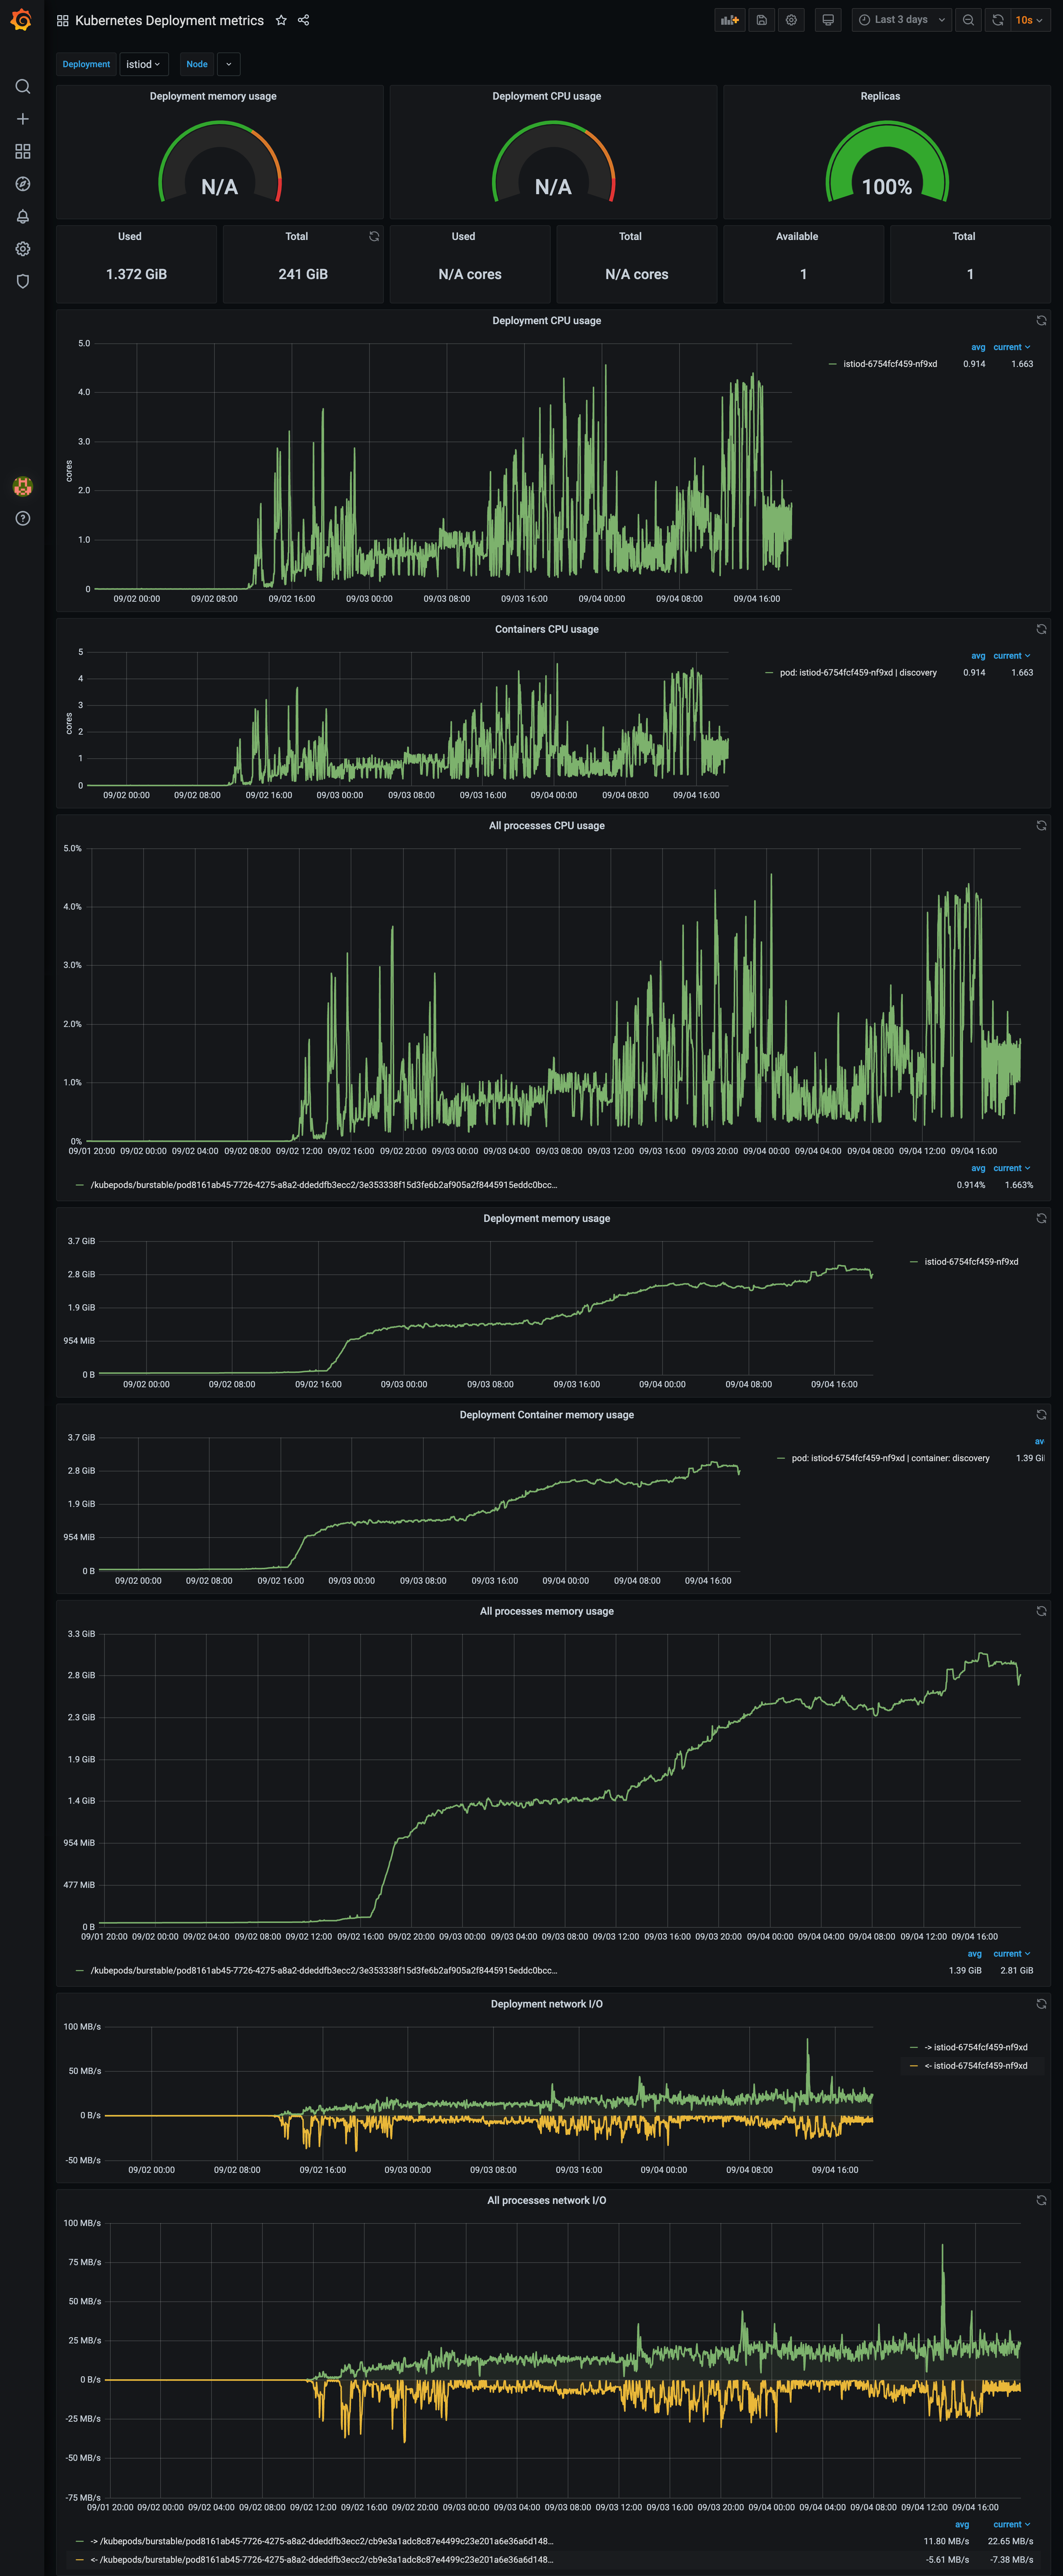 Kubernetes Deployment metrics
Last 3 days
10s
Deployment istiod Node
Deployment memory usage
N/A
Deployment CPU usage
N/A
Replicas
100%
Used
1.372 GiB
Total
241 GiB
Used
N/A cores
Total
N/A cores
Available
1
Total
1
Deployment CPU usage
5.0
4.0
3.0
2.0
1.0
0
cores
09/02 00:00 09/02 08:00 09/02 16:00 09/03 00:00 09/03 08:00 09/03 16:00 09/04 00:00 09/04 08:00 09/04 16:00
avg current
istiod-6754fcf459-nf9xd 0.914 1.663
Containers CPU usage
5
4
3
2
1
0
cores
09/02 00:00 09/02 08:00 09/02 16:00 09/03 00:00 09/03 08:00 09/03 16:00 09/04 00:00 09/04 08:00 09/04 16:00
avg current
pod: istiod-6754fcf459-nf9xd | discovery 0.914 1.663
All processes CPU usage
5.0%
4.0%
3.0%
2.0%
1.0%
0%
09/01 20:00 09/02 00:00 09/02 04:00 09/02 08:00 09/02 12:00 09/02 16:00 09/02 20:00 09/03 00:00 09/03 04:00 09/03 08:00 09/03 12:00 09/03 16:00 09/03 20:00 09/04 00:00 09/04 04:00 09/04 08:00 09/04 12:00 09/04 16:00
avg current
/kubepods/burstable/pod8161ab45-7726-4275-a8a2-ddeddfb3ecc2/3e353338f15d3fe6b2af905a2f8445915eddc0bcc... 0.914% 1.663%
Deployment memory usage
3.7 GiB
2.8 GiB
1.9 GiB
954 MiB
0 B
09/02 00:00 09/02 08:00 09/02 16:00 09/03 00:00 09/03 08:00 09/03 16:00 09/04 00:00 09/04 08:00 09/04 16:00
istiod-6754fcf459-nf9xd
Deployment Container memory usage
3.7 GiB
2.8 GiB
1.9 GiB
954 MiB
0 B
09/02 00:00 09/02 08:00 09/02 16:00 09/03 00:00 09/03 08:00 09/03 16:00 09/04 00:00 09/04 08:00 09/04 16:00
av
pod: istiod-6754fcf459-nf9xd | container: discovery 1.39 Gi
All processes memory usage
3.3 GiB
2.8 GiB
2.3 GiB
1.9 GiB
1.4 GiB
954 MiB
477 MiB
0 B
09/01 20:00 09/02 00:00 09/02 04:00 09/02 08:00 09/02 12:00 09/02 16:00 09/02 20:00 09/03 00:00 09/03 04:00 09/03 08:00 09/03 12:00 09/03 16:00 09/03 20:00 09/04 00:00 09/04 04:00 09/04 08:00 09/04 12:00 09/04 16:00
avg current
/kubepods/burstable/pod8161ab45-7726-4275-a8a2-ddeddfb3ecc2/3e353338f15d3fe6b2af905a2f8445915eddc0bcc... 1.39 GiB 2.81 GiB
Deployment network I/O
100 MB/s
50 MB/s
0 B/s
-50 MB/s
09/02 00:00 09/02 08:00 09/02 16:00 09/03 00:00 09/03 08:00 09/03 16:00 09/04 00:00 09/04 08:00 09/04 16:00
-> istiod-6754fcf459-nf9xd
<- istiod-6754fcf459-nf9xd
All processes network I/O
100 MB/s
75 MB/s
50 MB/s
25 MB/s
0 B/s
-25 MB/s
-50 MB/s
-75 MB/s
09/01 20:00 09/02 00:00 09/02 04:00 09/02 08:00 09/02 12:00 09/02 16:00 09/02 20:00 09/03 00:00 09/03 04:00 09/03 08:00 09/03 12:00 09/03 16:00 09/03 20:00 09/04 00:00 09/04 04:00 09/04 08:00 09/04 12:00 09/04 16:00
avg current
-> /kubepods/burstable/pod8161ab45-7726-4275-a8a2-ddeddfb3ecc2/cb9e3a1adc8c87e4499c23e201a6e36a6d148... 11.80 MB/s 22.65 MB/s
<- /kubepods/burstable/pod8161ab45-7726-4275-a8a2-ddeddfb3ecc2/cb9e3a1adc8c87e4499c23e201a6e36a6d148... -5.61 MB/s -7.38 MB/s